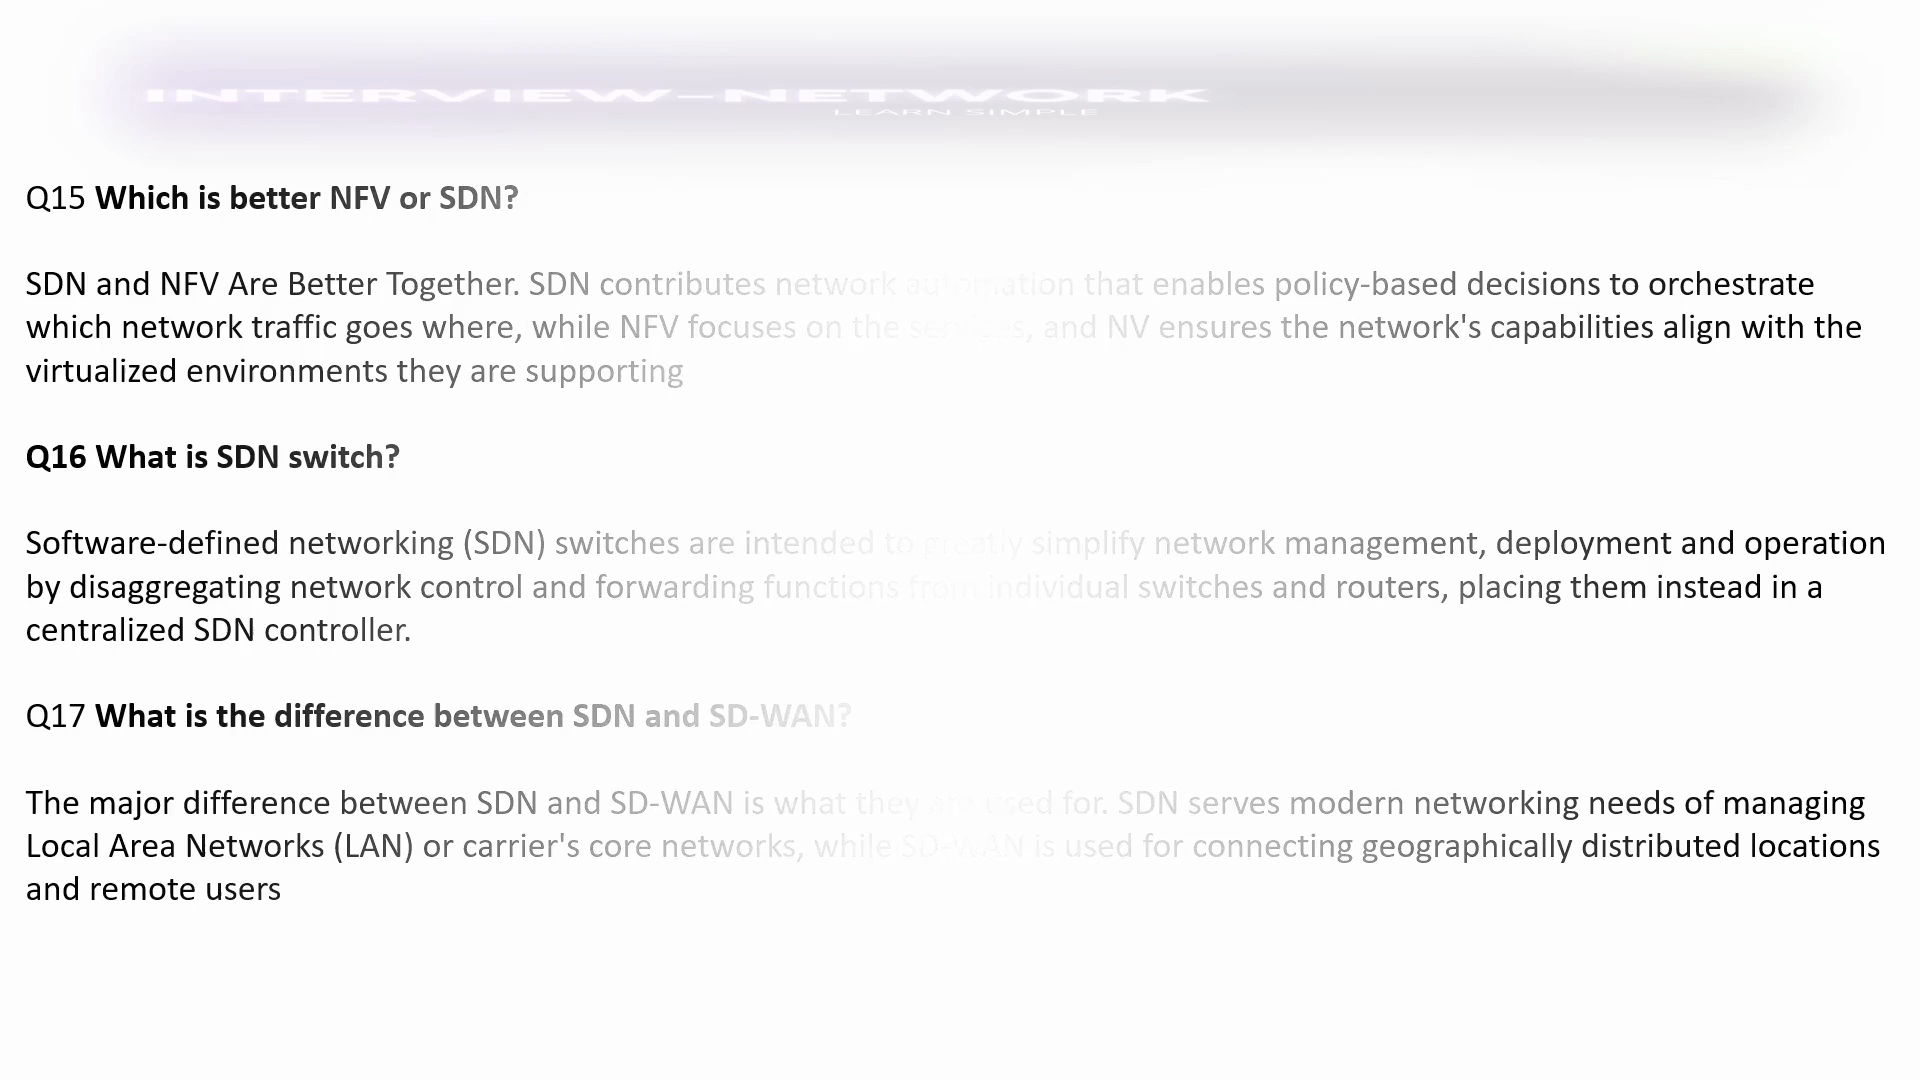 INTERVIEW-NETWORK
LEARN SIMPLE
Q15 Which is better NFV or SDN?
SDN and NFV Are Better Together. SDN contributes network automation that enables policy-based decisions to orchestrate
which network traffic goes where, while NFV focuses on the services, and NV ensures the network's capabilities align with the
virtualized environments they are supporting
Q16 What is SDN switch?
Software-defined networking (SDN) switches are intended to greatly simplify network management, deployment and operation
by disaggregating network control and forwarding functions from individual switches and routers, placing them instead in a
centralized SDN controller.
Q17 What is the difference between SDN and SD-WAN?
The major difference between SDN and SD-WAN is what they are used for. SDN serves modern networking needs of managing
Local Area Networks (LAN) or carrier's core networks, while SD-WAN is used for connecting geographically distributed locations
and remote users